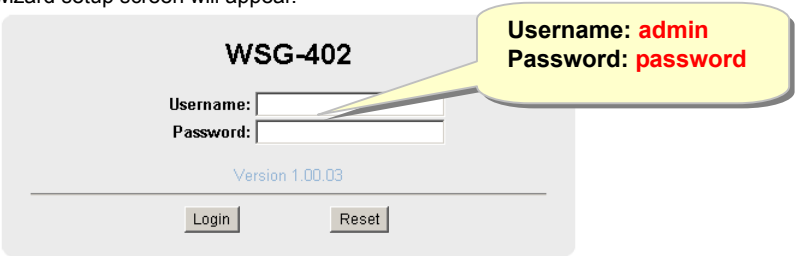 wizard setup screen will appear.
Username: admin
Password: password
WSG-402
Username:
Password:
Version 1.00.03
Login Reset